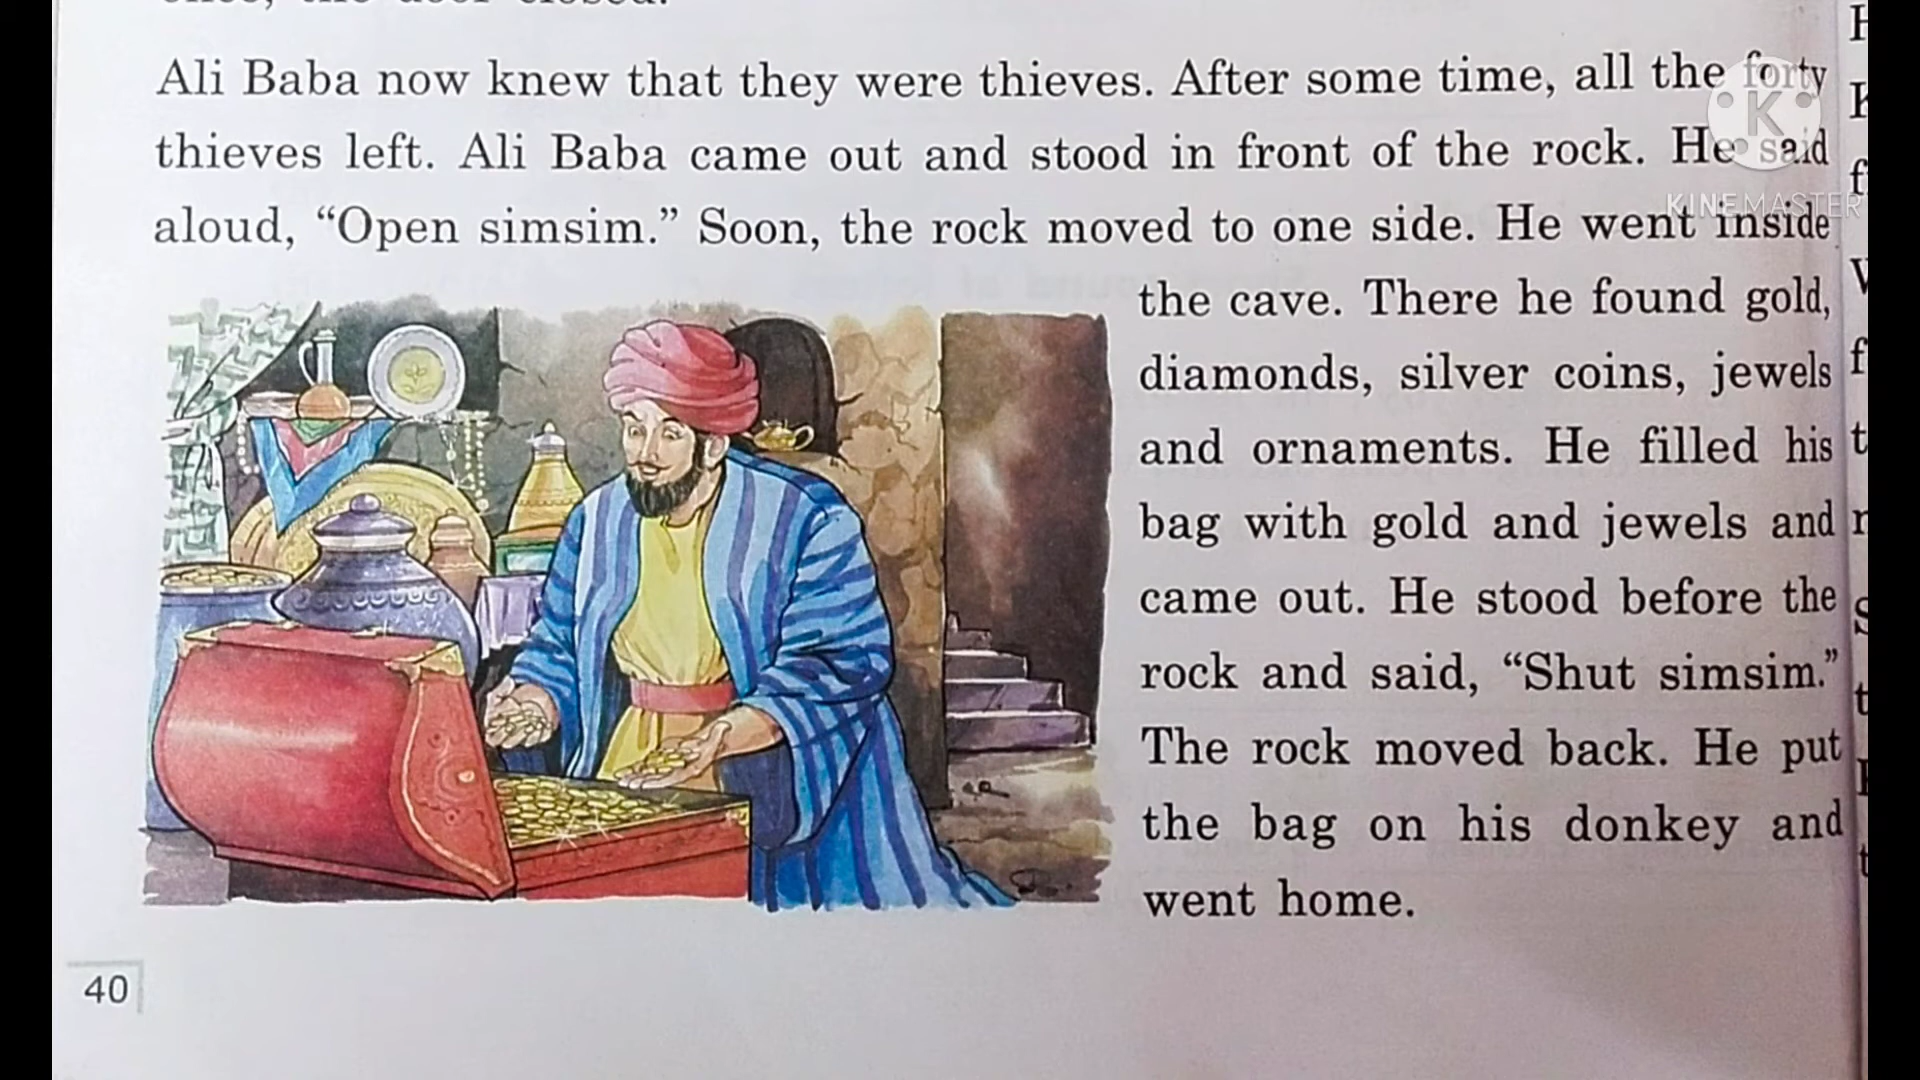 Ali Baba now knew that they were thieves. After some time, all the forty
thieves left. Ali Baba came out and stood in front of the rock. He said
aloud, “Open simsim.” Soon, the rock moved to one side. He went inside
the cave. There he found gold,
diamonds, silver coins, jewels
and ornaments. He filled his
bag with gold and jewels and
came out. He stood before the
rock and said, “Shut simsim.”
The rock moved back. He put
the bag on his donkey and
went home.
40
K
KINEMASTER